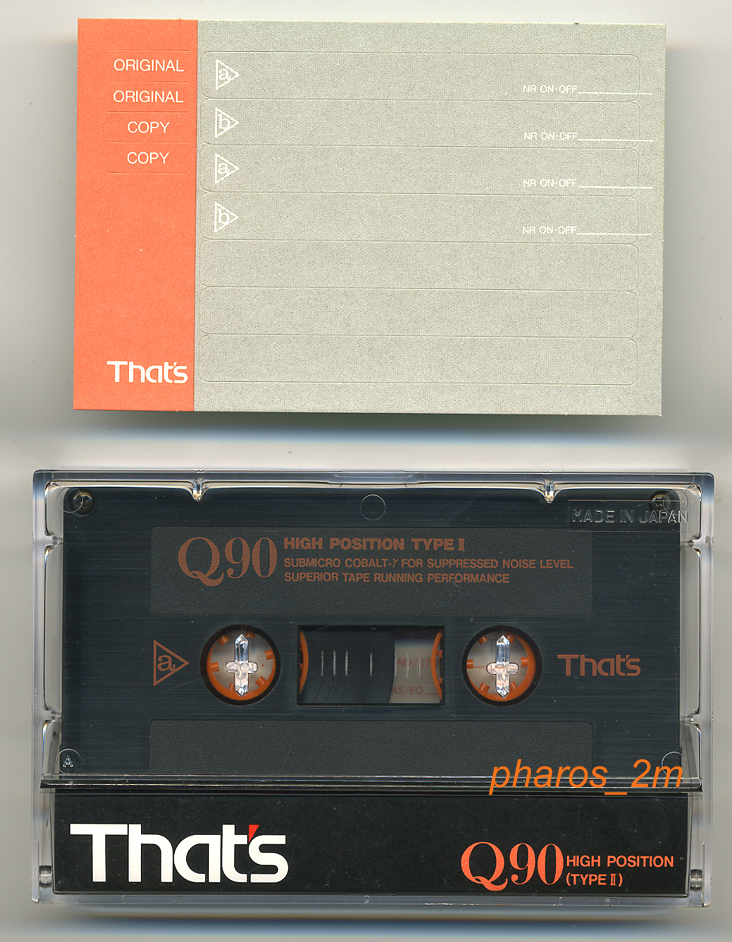 ORIGINAL
ORIGINAL
COPY
COPY
a
NR ON·OFF
b
NR ON·OFF
a
NR ON·OFF
b
NR ON·OFF
That's
MADE IN JAPAN
Q90 HIGH POSITION TYPE II
SUBMICRO COBALT-γ FOR SUPPRESSED NOISE LEVEL
SUPERIOR TAPE RUNNING PERFORMANCE
a
That's
A
pharos_2m
That's
Q90 HIGH POSITION
(TYPE II)